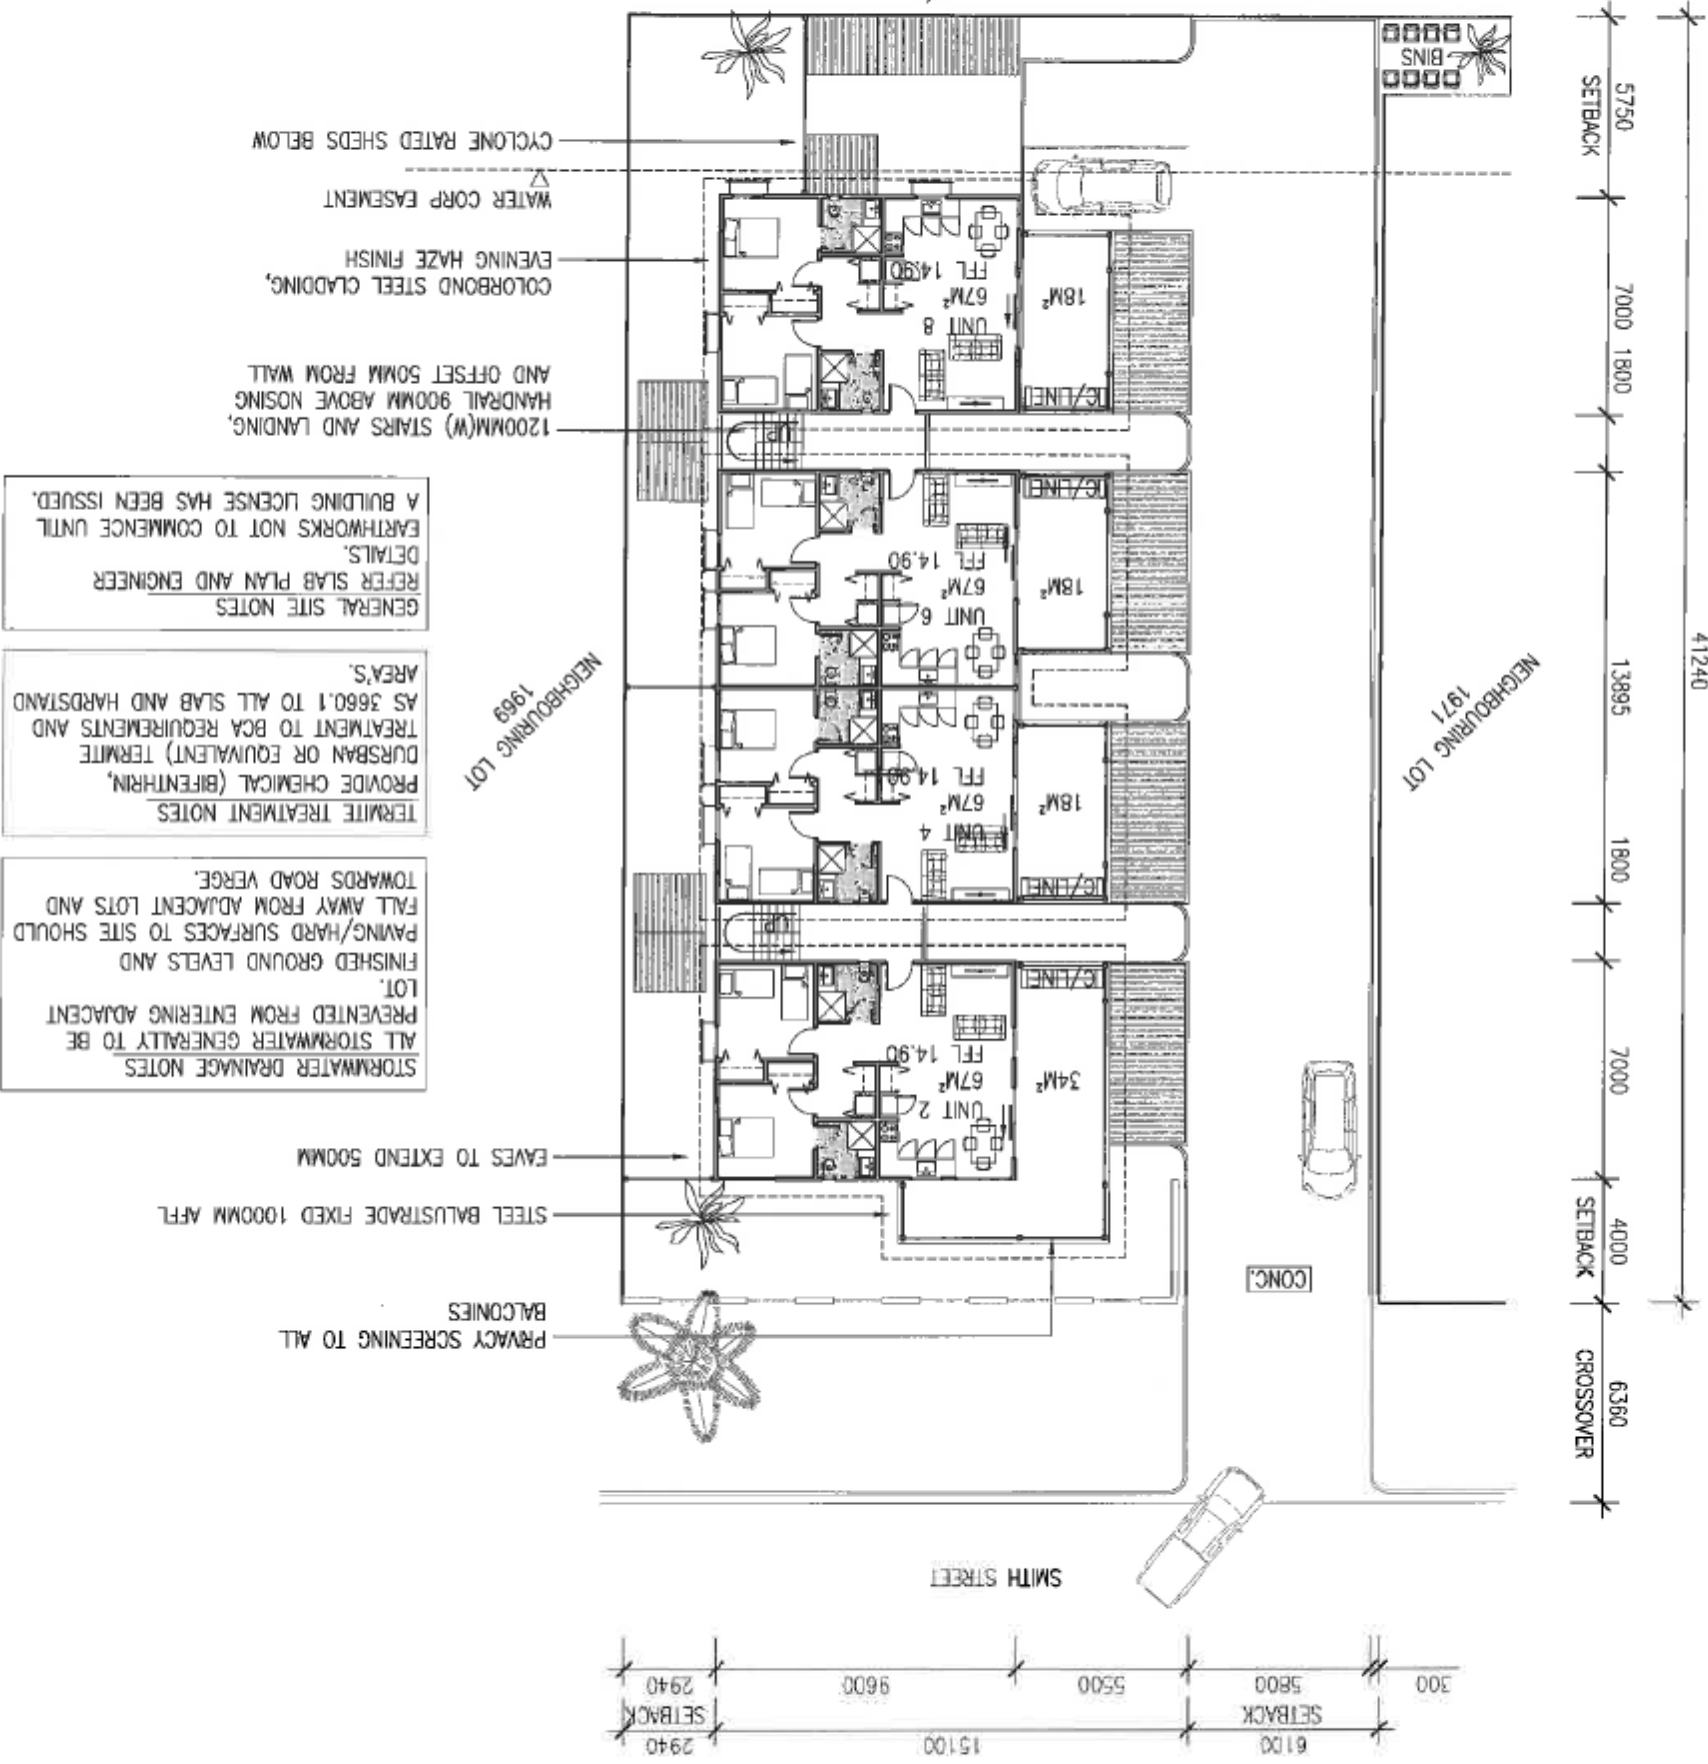 6100
15100
2940
SETBACK
SETBACK
300
5800
5500
9600
2940
SMITH STREET
6360
CROSSOVER
4000
SETBACK
7000
1800
13895
1800
7000
5750
SETBACK
41240
CONC.
NEIGHBOURING LOT
1971
BINS
PRIVACY SCREENING TO ALL
BALCONIES
STEEL BALUSTRADE FIXED 1000MM AFFL
EAVES TO EXTEND 500MM
34M²
UNIT 2
67M²
FFL 14.90
C/LINE
C/LINE
18M²
UNIT 4
67M²
FFL 14.90
18M²
UNIT 6
67M²
FFL 14.90
C/LINE
UP
UP
C/LINE
18M²
UNIT 8
67M²
FFL 14.90
NEIGHBOURING LOT
1969
1200MM(W) STAIRS AND LANDING,
HANDRAIL 900MM ABOVE NOSING
AND OFFSET 50MM FROM WALL
COLORBOND STEEL CLADDING,
EVENING HAZE FINISH
WATER CORP EASEMENT
CYCLONE RATED SHEDS BELOW
STORMWATER DRAINAGE NOTES
ALL STORMWATER GENERALLY TO BE
PREVENTED FROM ENTERING ADJACENT
LOT.
FINISHED GROUND LEVELS AND
PAVING/HARD SURFACES TO SITE SHOULD
FALL AWAY FROM ADJACENT LOTS AND
TOWARDS ROAD VERGE.
TERMITE TREATMENT NOTES
PROVIDE CHEMICAL (BIFENTHRIN,
DURSBAN OR EQUIVALENT) TERMITE
TREATMENT TO BCA REQUIREMENTS AND
AS 3660.1 TO ALL SLAB AND HARDSTAND
AREA'S.
GENERAL SITE NOTES
REFER SLAB PLAN AND ENGINEER
DETAILS.
EARTHWORKS NOT TO COMMENCE UNTIL
A BUILDING LICENSE HAS BEEN ISSUED.